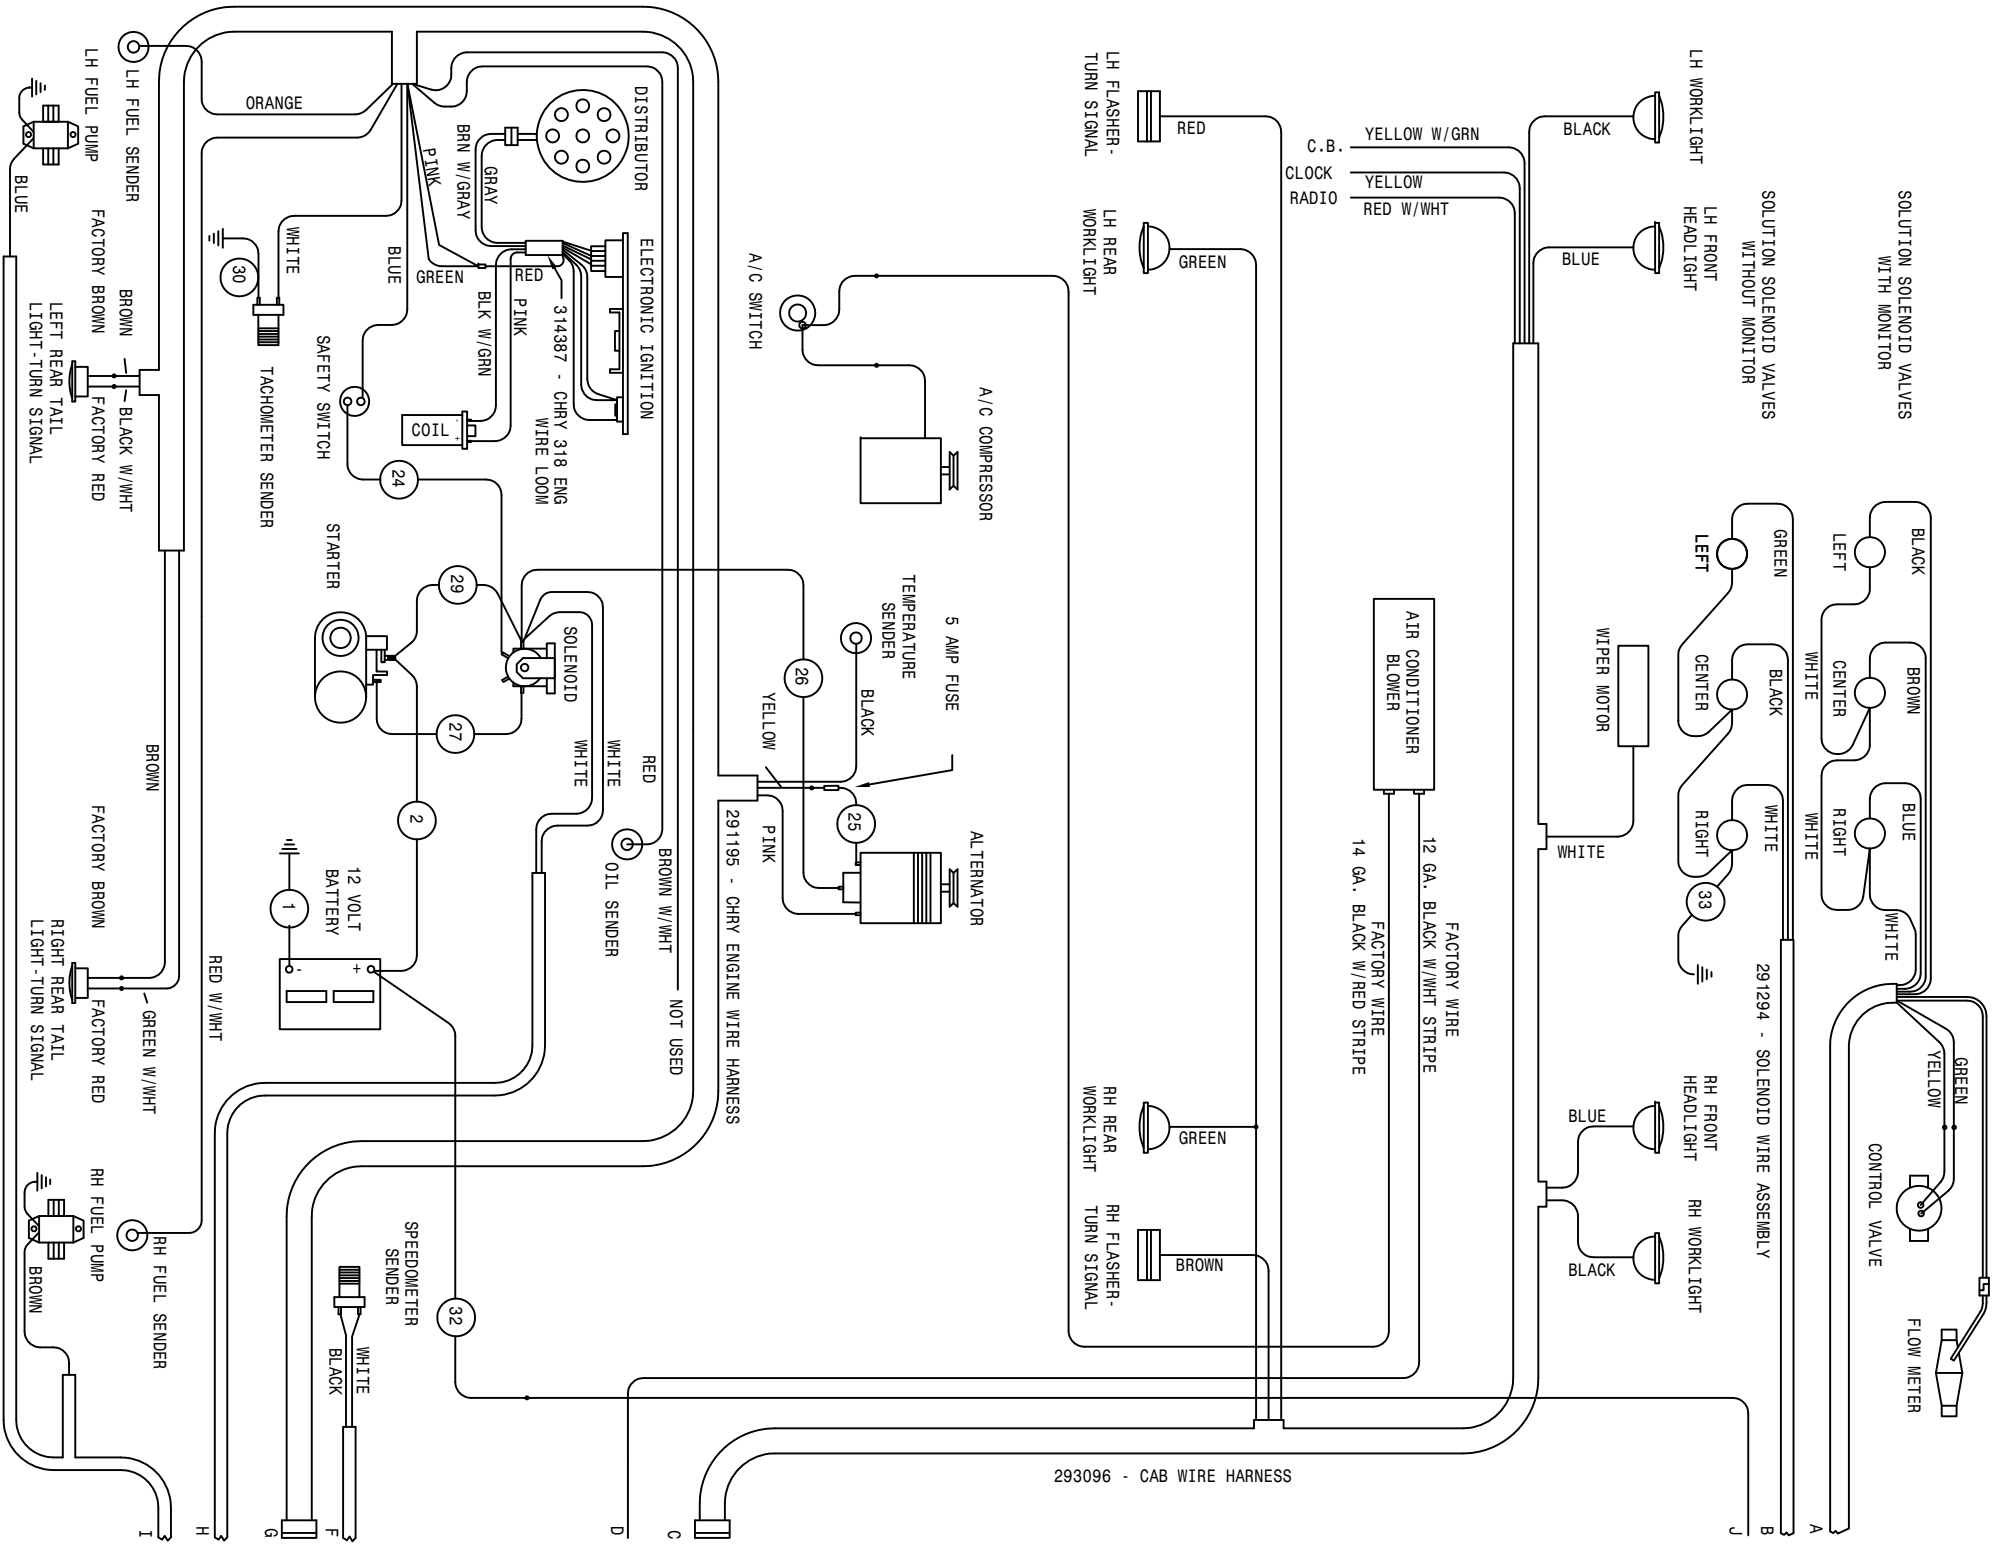 SOLUTION SOLENOID VALVES
WITH MONITOR
SOLUTION SOLENOID VALVES
WITHOUT MONITOR
LEFT
BLACK
CENTER
BROWN
WHITE
RIGHT
BLUE
WHITE
WHITE
GREEN
YELLOW
CONTROL VALVE
FLOW METER
A
LEFT
GREEN
CENTER
BLACK
RIGHT
WHITE
33
291294 - SOLENOID WIRE ASSEMBLY
B
J
LH WORKLIGHT
BLACK
LH FRONT
HEADLIGHT
BLUE
WIPER MOTOR
WHITE
RH FRONT
HEADLIGHT
BLUE
RH WORKLIGHT
BLACK
C.B.
YELLOW W/GRN
CLOCK
YELLOW
RADIO
RED W/WHT
AIR CONDITIONER
BLOWER
FACTORY WIRE
12 GA. BLACK W/WHT STRIPE
FACTORY WIRE
14 GA. BLACK W/RED STRIPE
LH FLASHER-
TURN SIGNAL
RED
LH REAR
WORKLIGHT
GREEN
RH REAR
WORKLIGHT
GREEN
RH FLASHER-
TURN SIGNAL
BROWN
293096 - CAB WIRE HARNESS
C
D
A/C SWITCH
A/C COMPRESSOR
5 AMP FUSE
TEMPERATURE
SENDER
BLACK
YELLOW
26
25
PINK
ALTERNATOR
291195 - CHRY ENGINE WIRE HARNESS
DISTRIBUTOR
ELECTRONIC IGNITION
GRAY
BRN W/GRAY
PINK
GREEN
RED
314387 - CHRY 318 ENG
WIRE LOOM
PINK
BLK W/GRN
COIL
-
+
BLUE
SAFETY SWITCH
24
SOLENOID
29
27
STARTER
2
WHITE
WHITE
RED
OIL SENDER
BROWN W/WHT
NOT USED
12 VOLT
BATTERY
1
-
+
32
SPEEDOMETER
SENDER
WHITE
BLACK
F
G
H
I
WHITE
30
TACHOMETER SENDER
ORANGE
LH FUEL SENDER
LH FUEL PUMP
BLUE
BROWN
FACTORY BROWN
BLACK W/WHT
FACTORY RED
LEFT REAR TAIL
LIGHT-TURN SIGNAL
BROWN
FACTORY BROWN
RED W/WHT
GREEN W/WHT
FACTORY RED
RIGHT REAR TAIL
LIGHT-TURN SIGNAL
RH FUEL PUMP
BROWN
RH FUEL SENDER